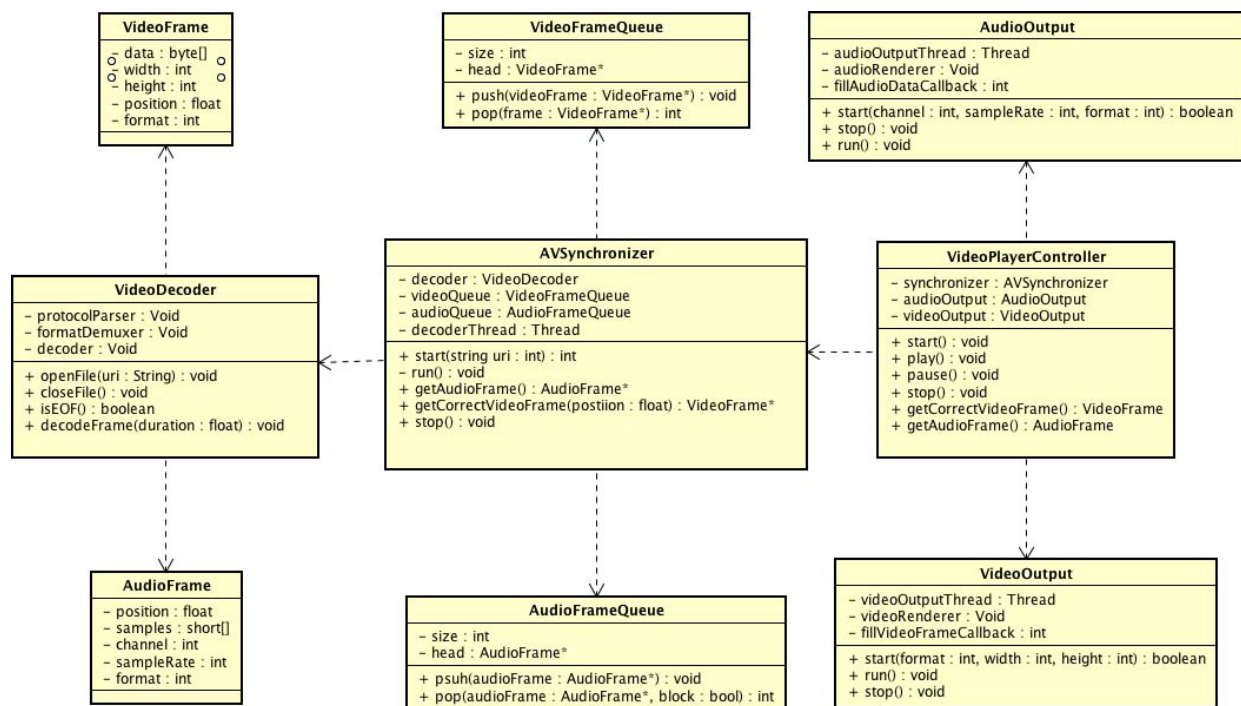 VideoFrame
– data : byte[]
– width : int
– height : int
– position : float
– format : int
VideoFrameQueue
– size : int
– head : VideoFrame*
+ push(videoFrame : VideoFrame*) : void
+ pop(frame : VideoFrame*) : int
AudioOutput
– audioOutputThread : Thread
– audioRenderer : Void
– fillAudioDataCallback : int
+ start(channel : int, sampleRate : int, format : int) : boolean
+ stop() : void
+ run() : void
VideoDecoder
– protocolParser : Void
– formatDemuxer : Void
– decoder : Void
+ openFile(uri : String) : void
+ closeFile() : void
+ isEOF() : boolean
+ decodeFrame(duration : float) : void
AVSynchronizer
– decoder : VideoDecoder
– videoQueue : VideoFrameQueue
– audioQueue : AudioFrameQueue
– decoderThread : Thread
+ start(string uri : int) : int
– run() : void
+ getAudioFrame() : AudioFrame*
+ getCorrectVideoFrame(postiion : float) : VideoFrame*
+ stop() : void
VideoPlayerController
– synchronizer : AVSynchronizer
– audioOutput : AudioOutput
– videoOutput : VideoOutput
+ start() : void
+ play() : void
+ pause() : void
+ stop() : void
+ getCorrectVideoFrame() : VideoFrame
+ getAudioFrame() : AudioFrame
AudioFrame
– position : float
– samples : short[]
– channel : int
– sampleRate : int
– format : int
AudioFrameQueue
– size : int
– head : AudioFrame*
+ psuh(audioFrame : AudioFrame*) : void
+ pop(audioFrame : AudioFrame*, block : bool) : int
VideoOutput
– videoOutputThread : Thread
– videoRenderer : Void
– fillVideoFrameCallback : int
+ start(format : int, width : int, height : int) : boolean
+ run() : void
+ stop() : void